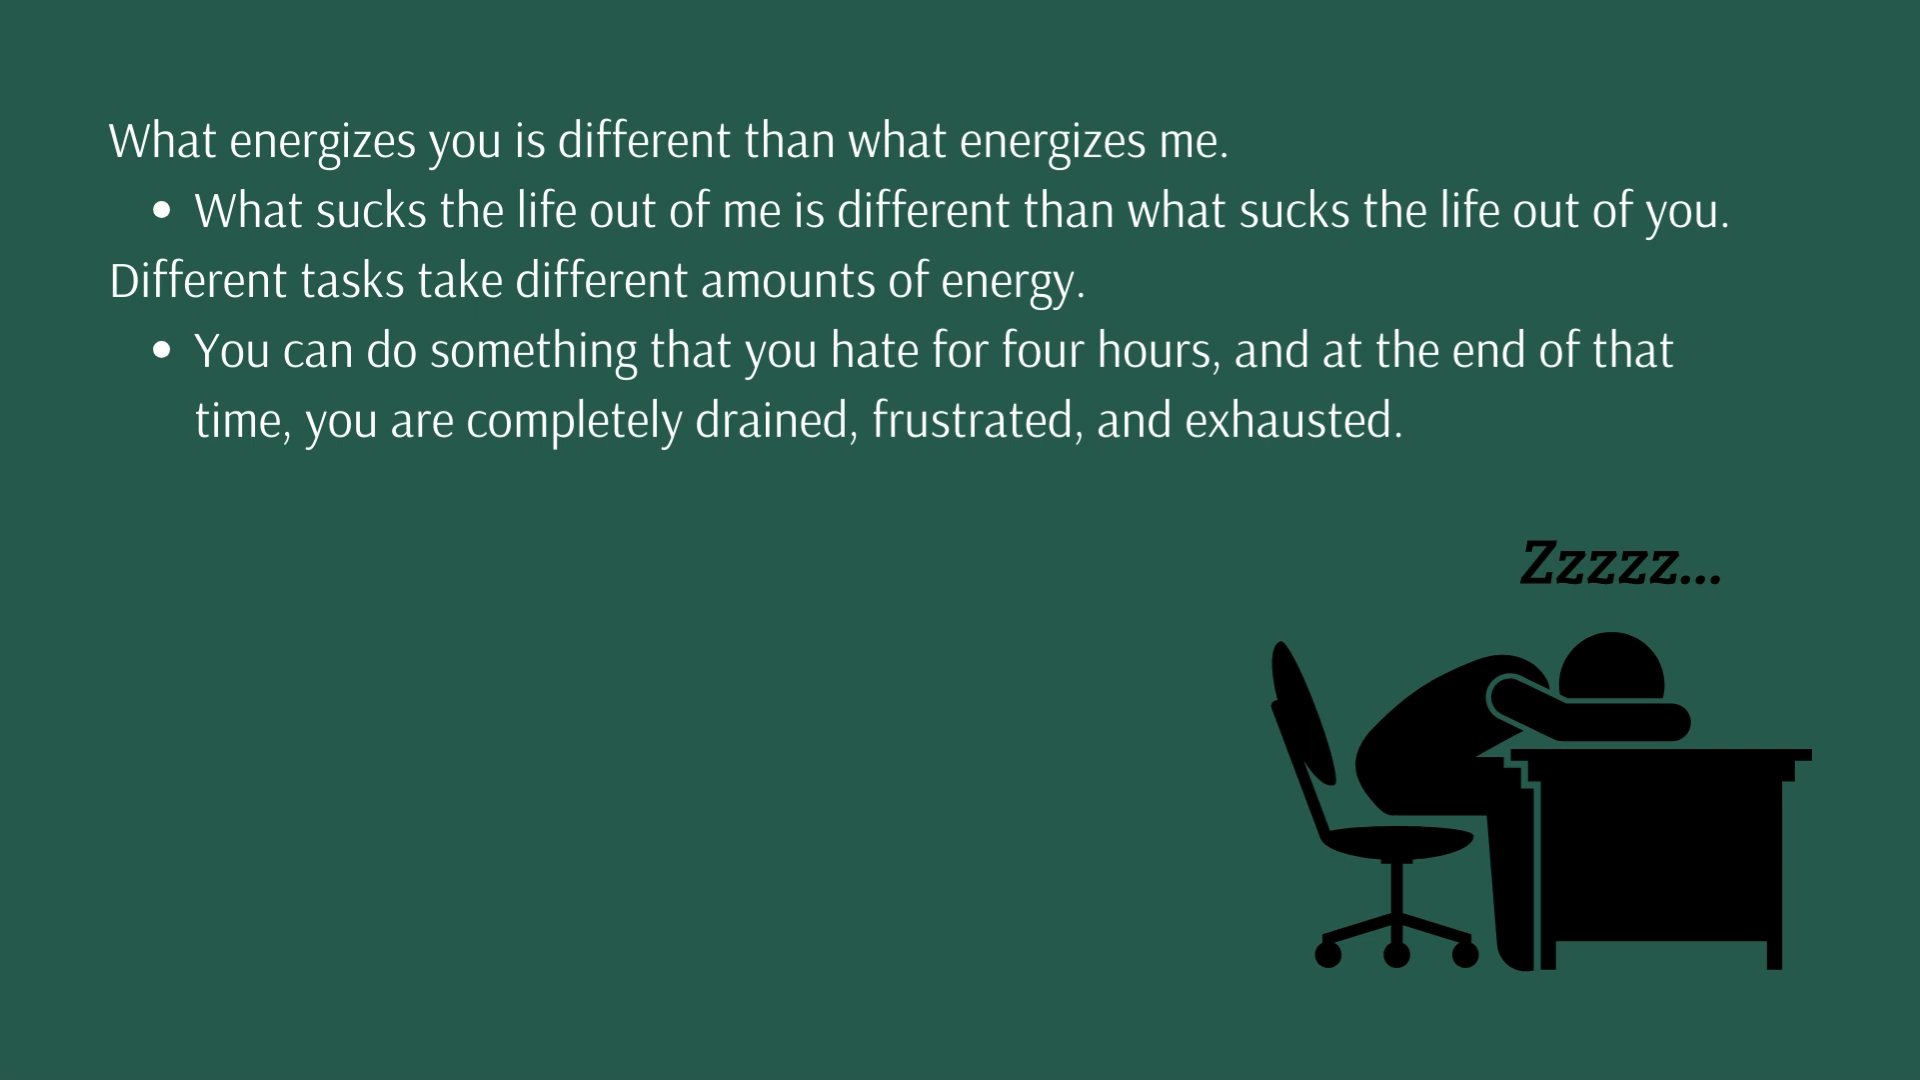 What energizes you is different than what energizes me.
• What sucks the life out of me is different than what sucks the life out of you.
Different tasks take different amounts of energy.
• You can do something that you hate for four hours, and at the end of that
time, you are completely drained, frustrated, and exhausted.
Zzzzz...